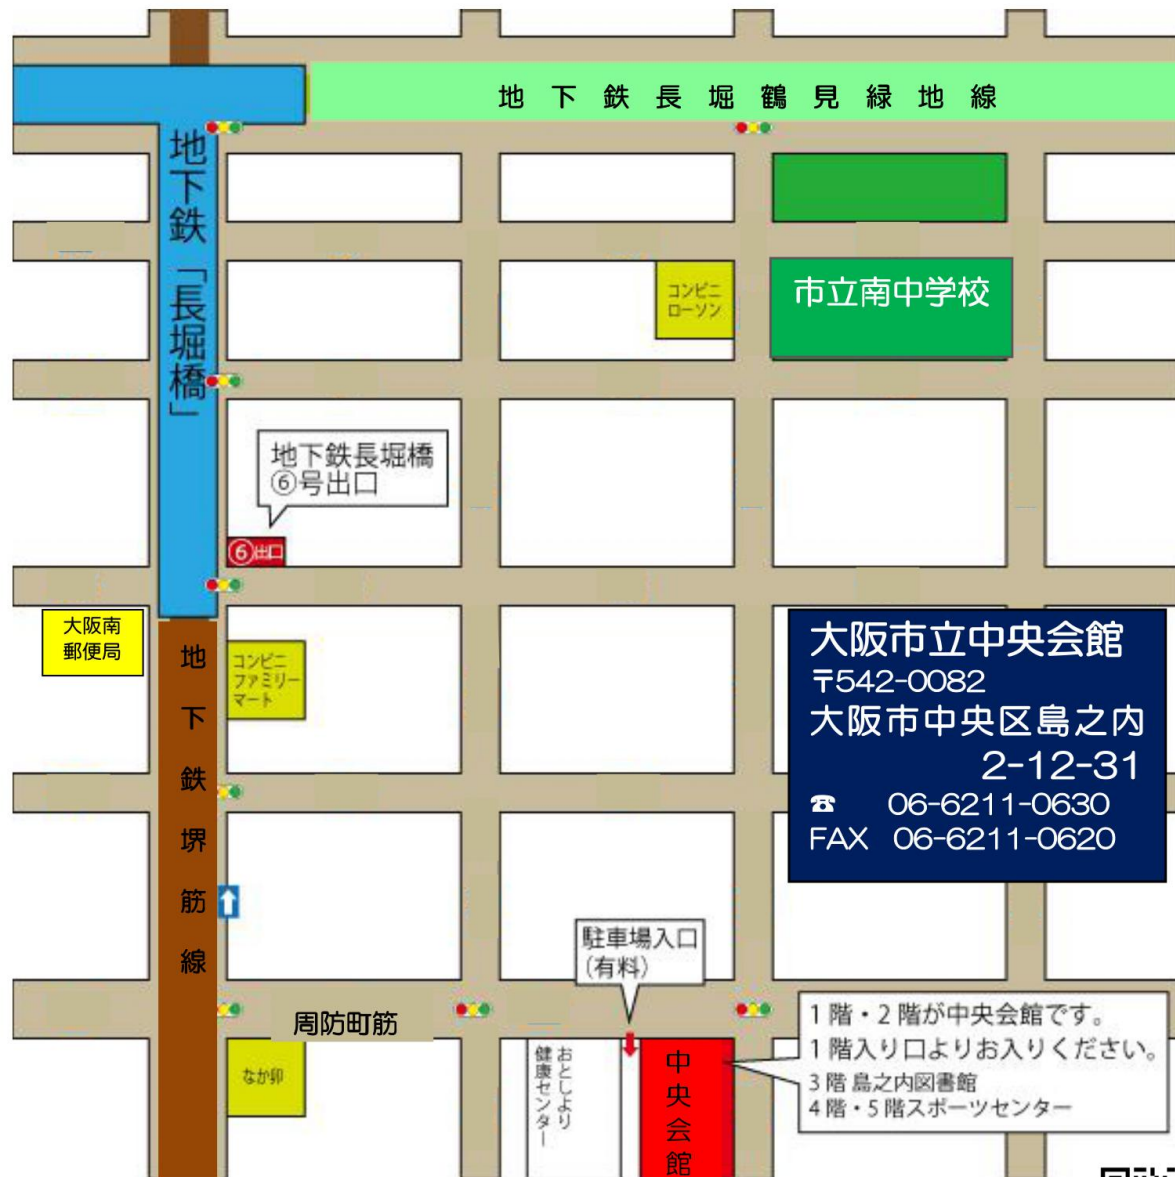 地下鉄長堀鶴見緑地線
地下鉄「長堀橋」
コンビニ
ローソン
市立南中学校
地下鉄長堀橋
⑥号出口
⑥出口
大阪南
郵便局
コンビニ
ファミリー
マート
地下鉄堺筋線
大阪市立中央会館
〒542-0082
大阪市中央区島之内
2-12-31
☎ 06-6211-0630
FAX 06-6211-0620
駐車場入口
(有料)
周防町筋
1階・2階が中央会館です。
1階入り口よりお入りください。
3階 島之内図書館
4階・5階スポーツセンター
なか卯
おとしより
健康センター
中央会館